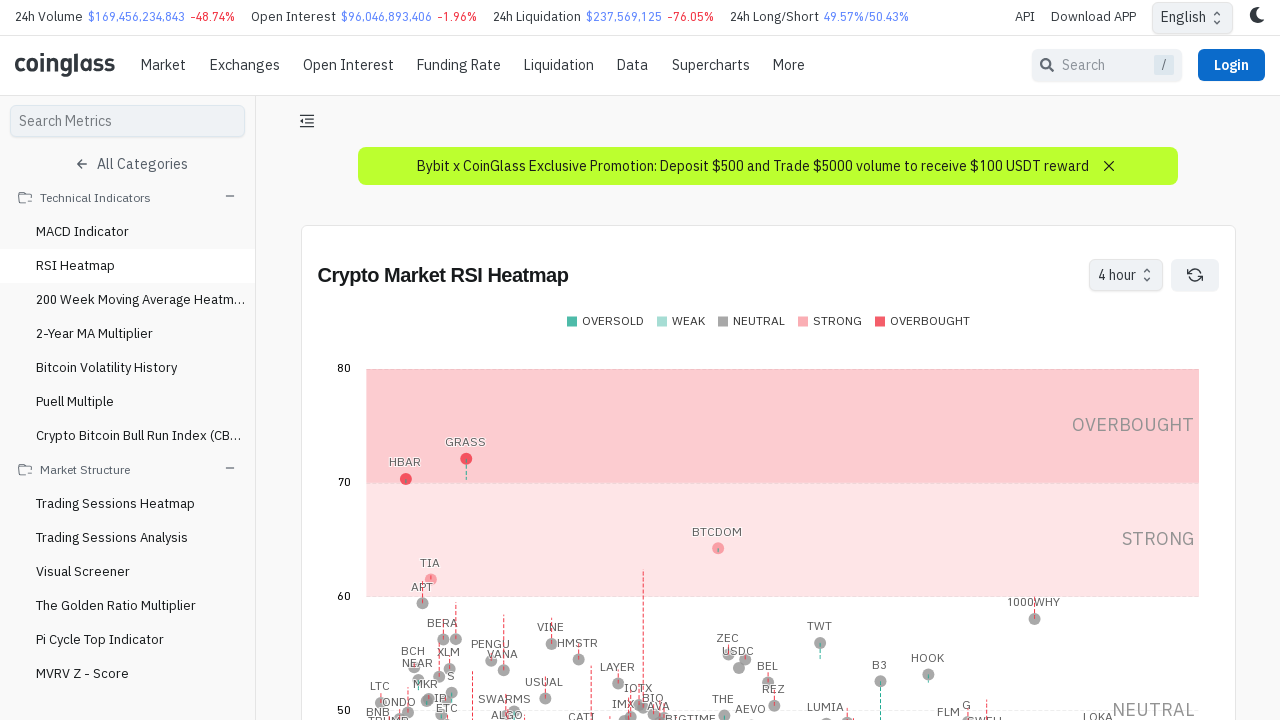 24h Volume $169,456,234,843 -48.74% Open Interest $96,046,893,406 -1.96% 24h Liquidation $237,569,125 -76.05% 24h Long/Short 49.57%/50.43% API Download APP English
coinglass Market Exchanges Open Interest Funding Rate Liquidation Data Supercharts More Search / Login
Search Metrics
All Categories
Technical Indicators
MACD Indicator
RSI Heatmap
200 Week Moving Average Heatm...
2-Year MA Multiplier
Bitcoin Volatility History
Puell Multiple
Crypto Bitcoin Bull Run Index (CB...
Market Structure
Trading Sessions Heatmap
Trading Sessions Analysis
Visual Screener
The Golden Ratio Multiplier
Pi Cycle Top Indicator
MVRV Z - Score
Bybit x CoinGlass Exclusive Promotion: Deposit $500 and Trade $5000 volume to receive $100 USDT reward
Crypto Market RSI Heatmap
4 hour
OVERSOLD WEAK NEUTRAL STRONG OVERBOUGHT
80
OVERBOUGHT
GRASS
HBAR
70
BTCDOM
STRONG
TIA
APT
60
1000WHY
BERA
VINE
TWT
ZEC
PENGU
HMSTR
BCH
XLM
VANA
USDC
HOOK
NEAR
LAYER
BEL
B3
S
LTC
MKR
USUAL
IOTX
REZ
ONDO
SWARMS
BIO
THE
ETC
IMX
G
LUMIA
AEVO
BNB
ALGO
CATI
FLM
LOKA
NEUTRAL
50
BIGTIME